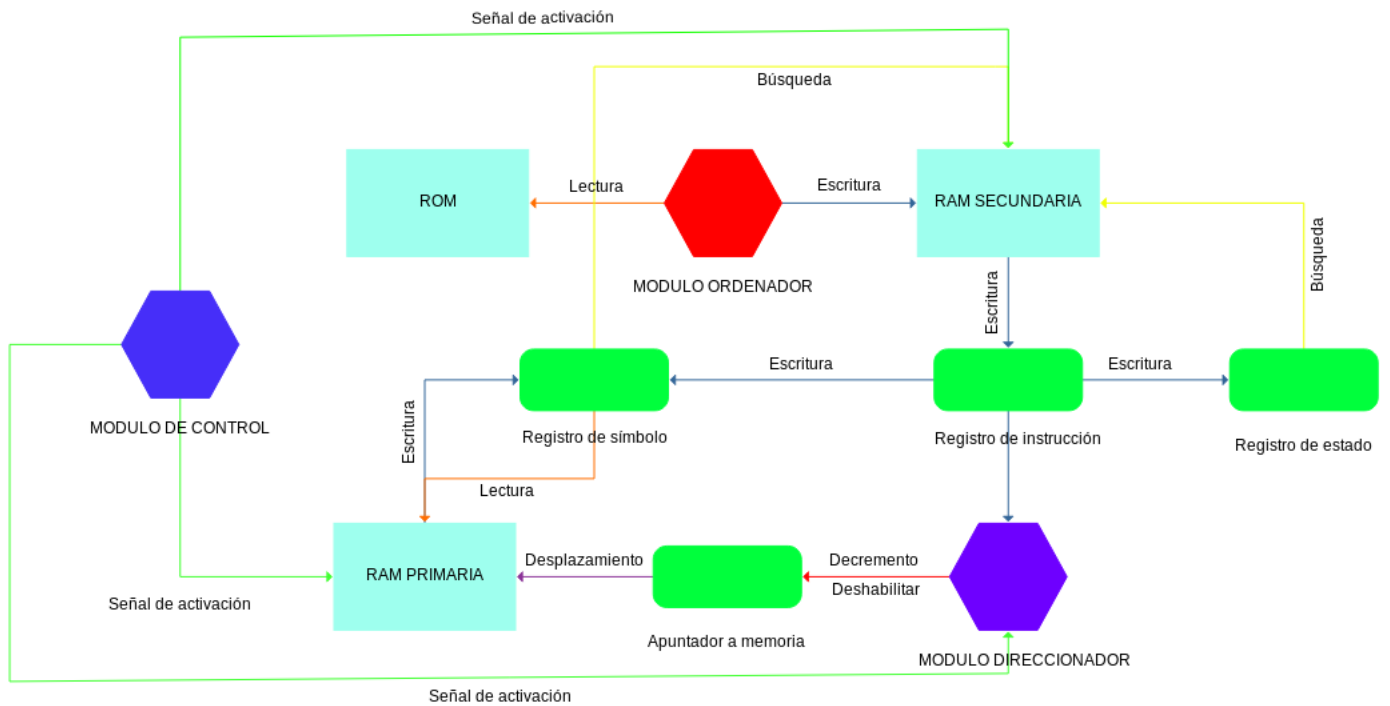 Señal de activación
Búsqueda
Lectura
Escritura
ROM
RAM SECUNDARIA
MODULO ORDENADOR
Búsqueda
Escritura
Escritura
Escritura
MODULO DE CONTROL
Escritura
Registro de símbolo
Registro de instrucción
Registro de estado
Lectura
RAM PRIMARIA
Desplazamiento
Decremento
Deshabilitar
Señal de activación
Apuntador a memoria
MODULO DIRECCIONADOR
Señal de activación